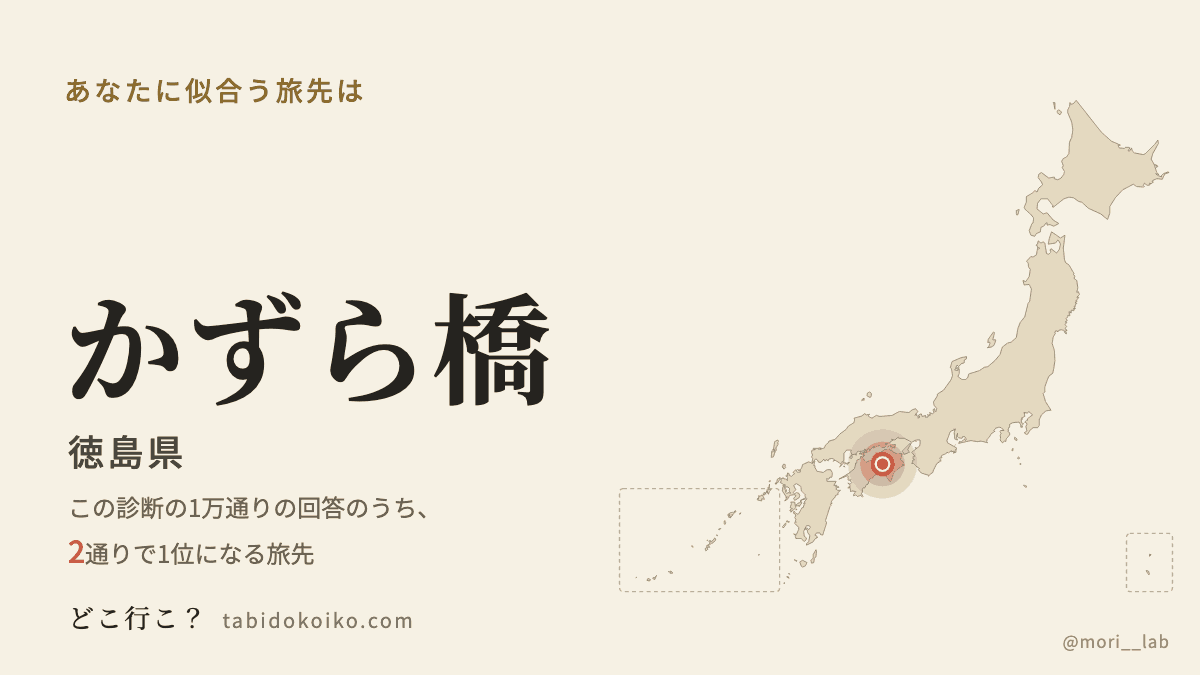 あなたに似合う旅先は
かずら橋
徳島県
この診断の1万通りの回答のうち、
2通りで1位になる旅先
どこ行こ？ tabidokoiko.com
@mori__lab